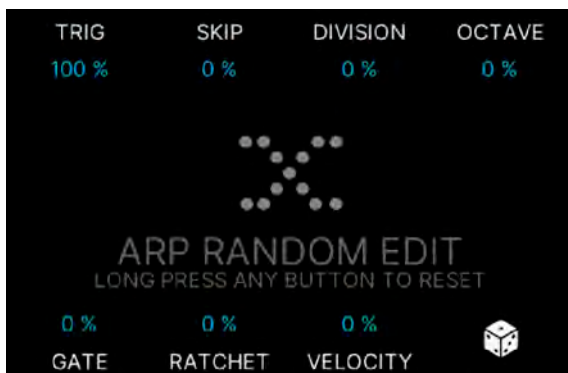 TRIG SKIP DIVISION OCTAVE
100 % 0 % 0 % 0 %
ARP RANDOM EDIT
LONG PRESS ANY BUTTON TO RESET
0 % 0 % 0 %
GATE RATCHET VELOCITY